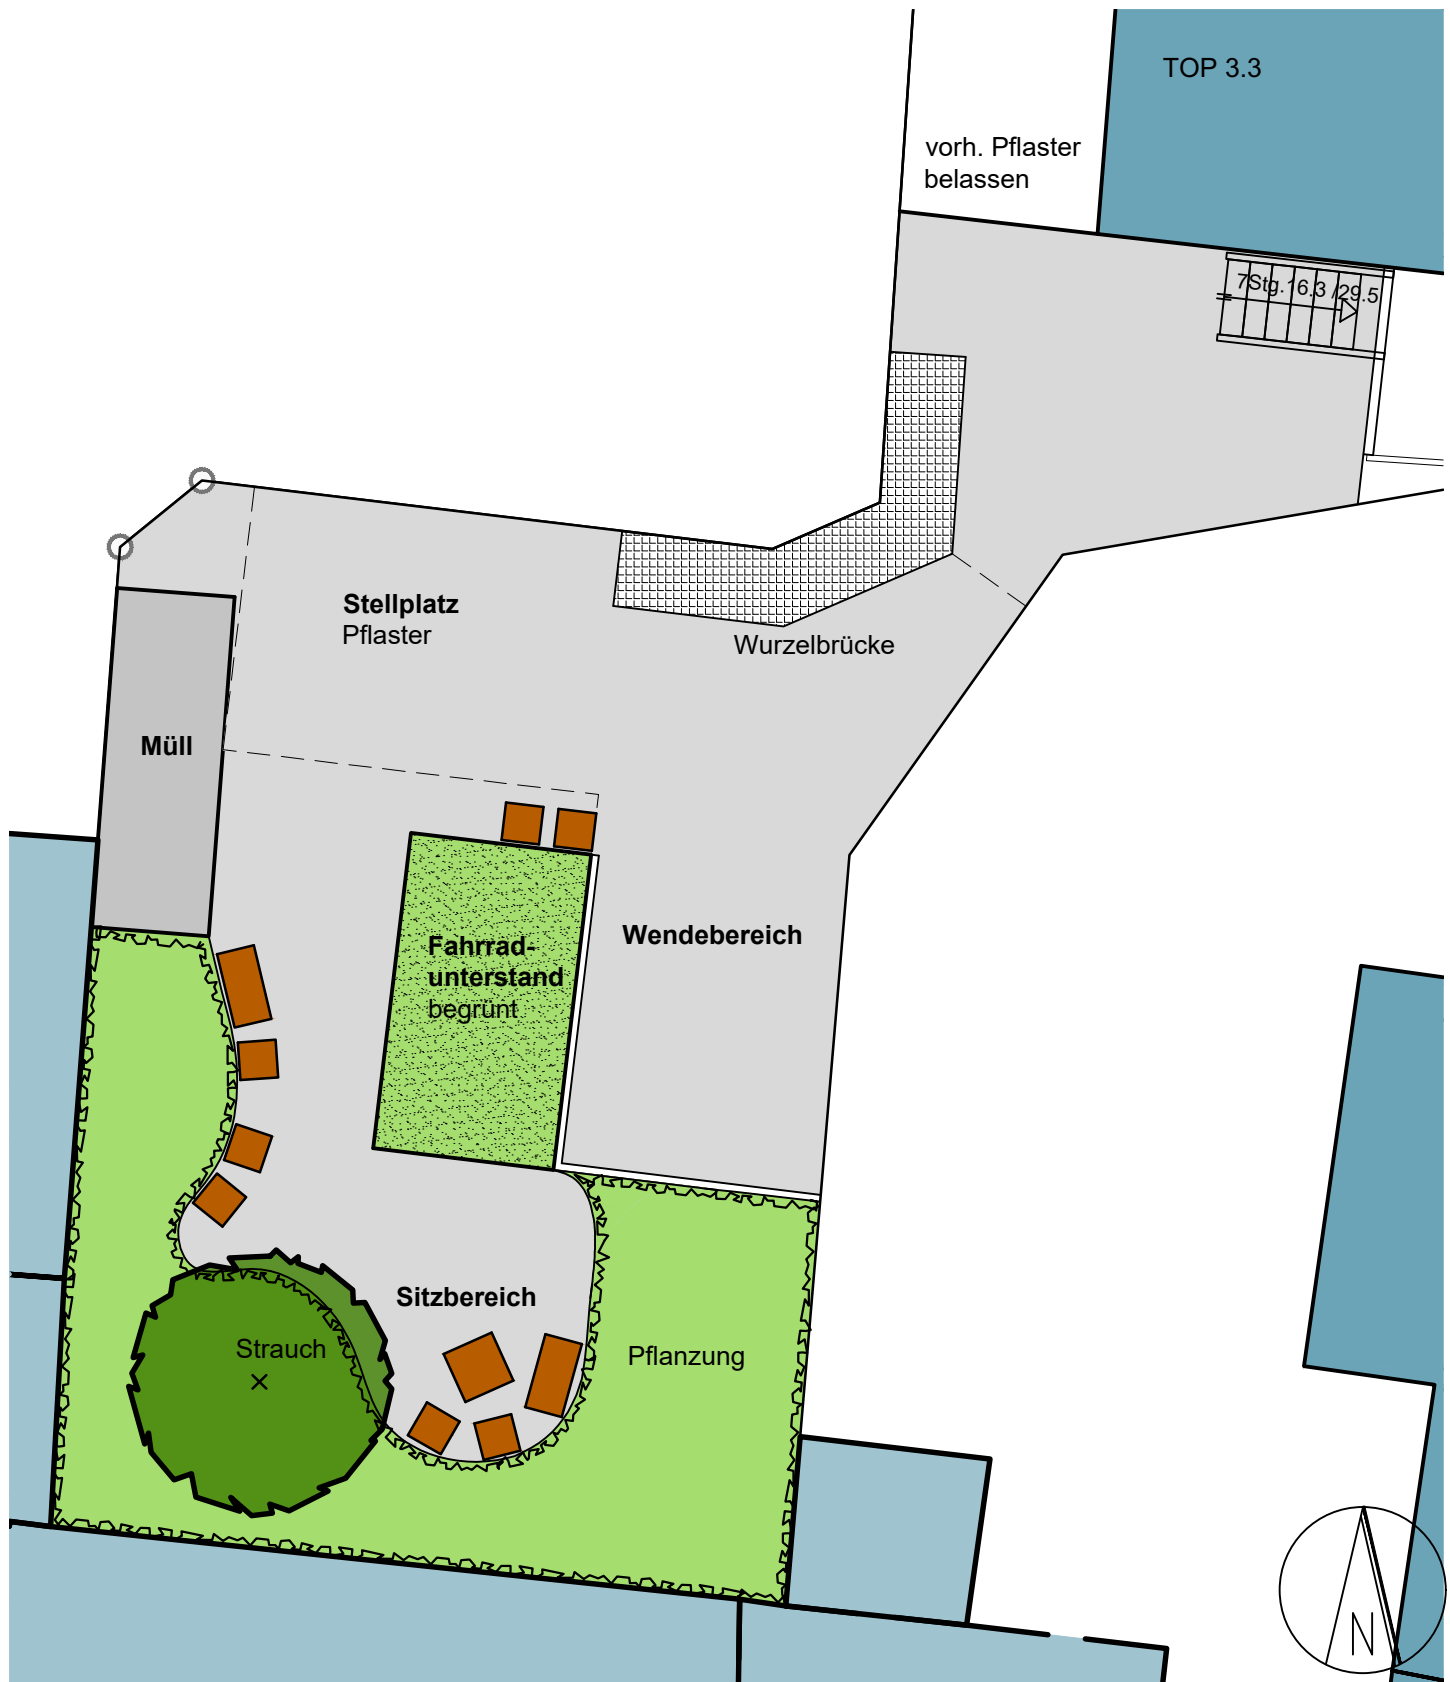 TOP 3.3
vorh. Pflaster
belassen
7Stg.16.3 /29.5
Stellplatz
Pflaster
Wurzelbrücke
Müll
Fahrrad-
unterstand
begrünt
Wendebereich
Sitzbereich
Strauch
Pflanzung
N